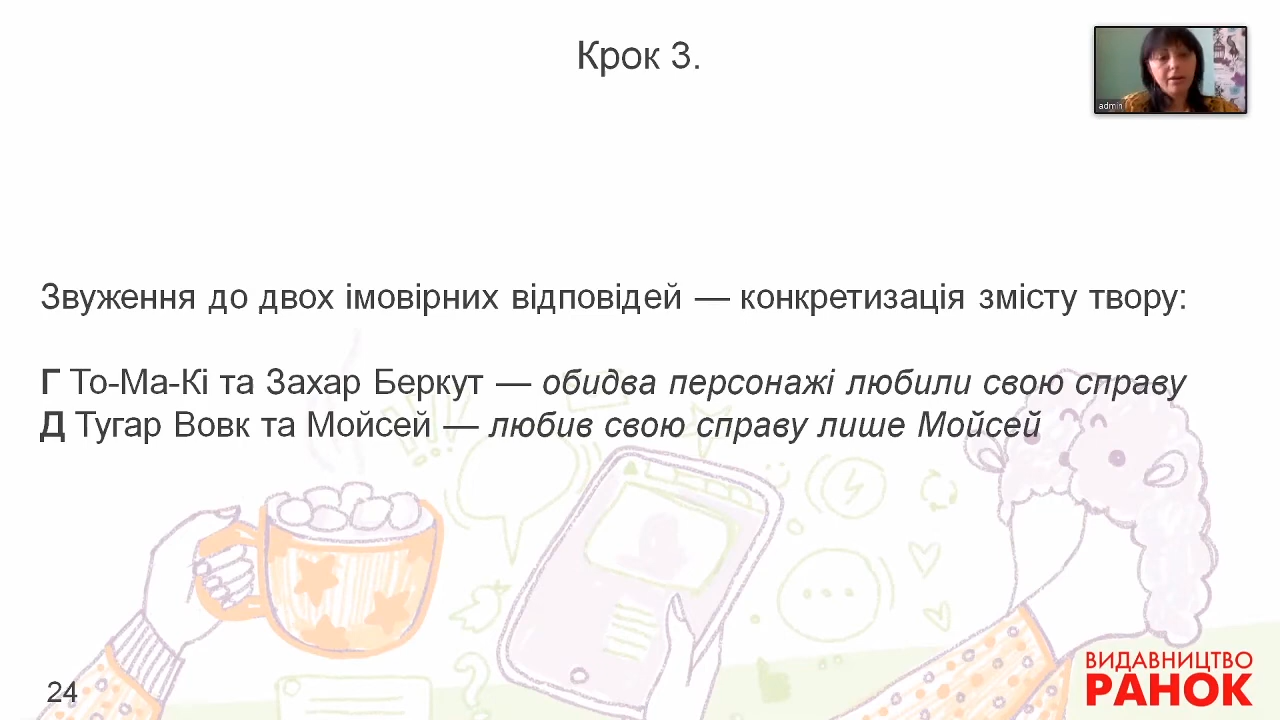 Крок 3.
admin
Звуження до двох імовірних відповідей — конкретизація змісту твору:
Г То-Ма-Кі та Захар Беркут — обидва персонажі любили свою справу
Д Тугар Вовк та Мойсей — любив свою справу лише Мойсей
24
ВИДАВНИЦТВО
РАНОК